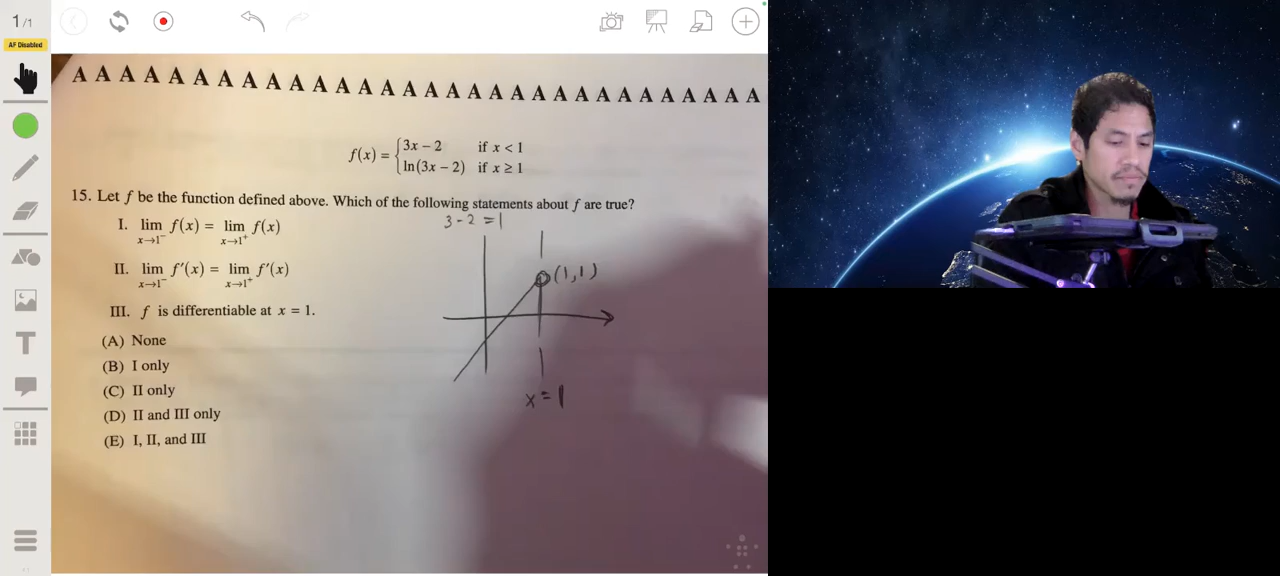 1/1
AF Disabled
A A A A A A A A A A A A A A A A A A A A A A A A A A A A A
f(x) = { 3x − 2 if x < 1
ln(3x − 2) if x ≥ 1
15. Let f be the function defined above. Which of the following statements about f are true?
3 - 2 = 1
I. lim x→1⁻ f(x) = lim x→1⁺ f(x)
II. lim x→1⁻ f′(x) = lim x→1⁺ f′(x)
(1,1)
III. f is differentiable at x = 1.
(A) None
(B) I only
(C) II only
x = 1
(D) II and III only
(E) I, II, and III
T